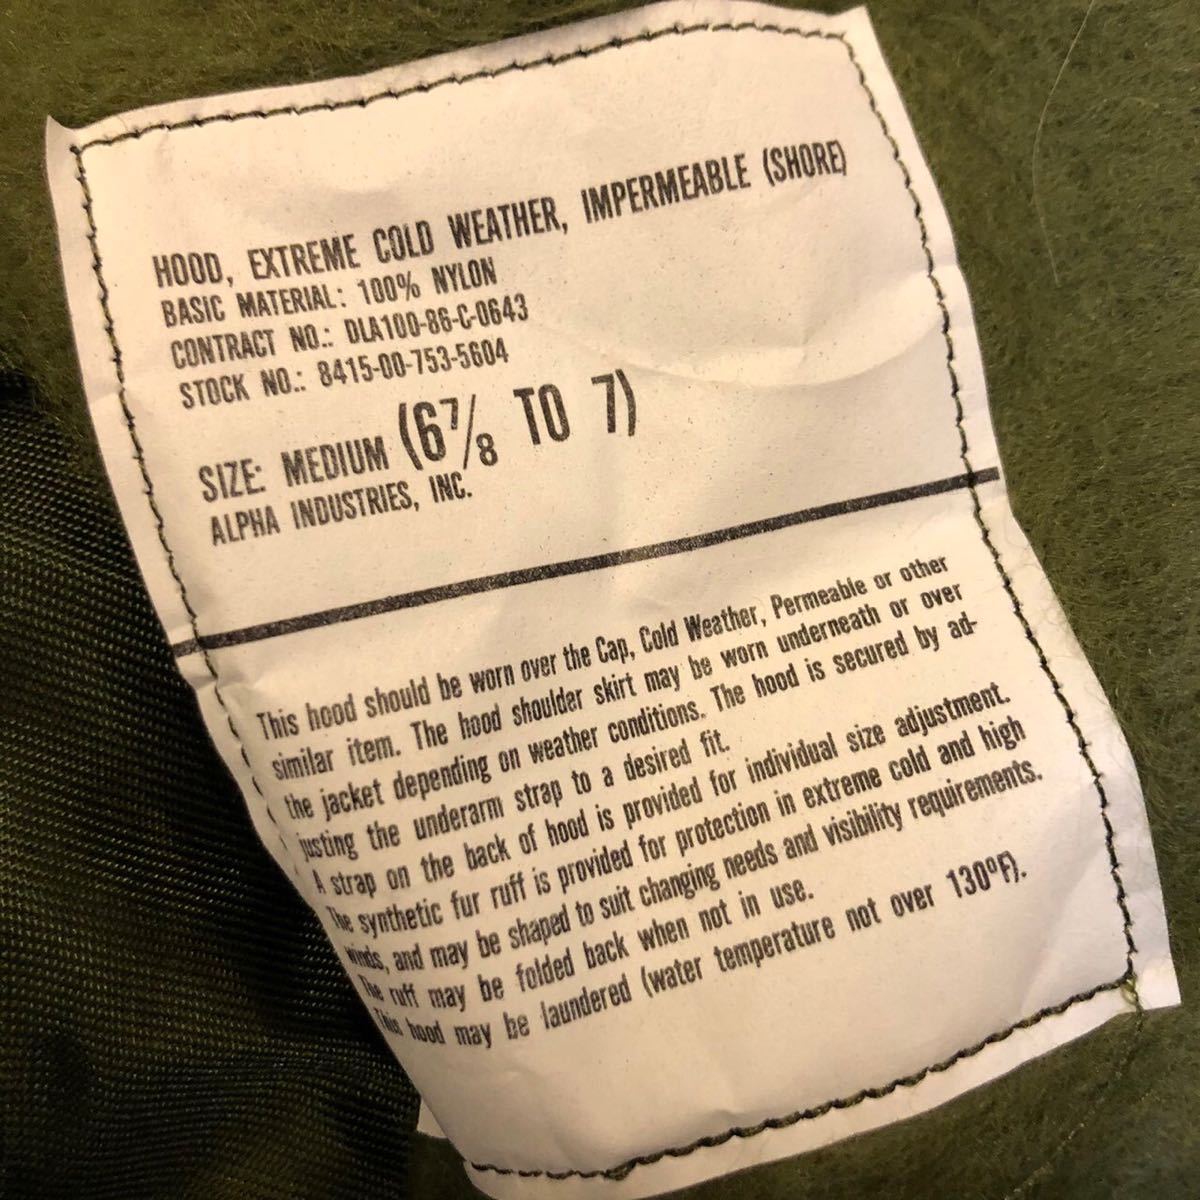 HOOD, EXTREME COLD WEATHER, IMPERMEABLE (SHORE)
BASIC MATERIAL: 100% NYLON
CONTRACT NO.: DLA100-86-C-0643
STOCK NO.: 8415-00-753-5604
SIZE: MEDIUM (6 7/8 TO 7)
ALPHA INDUSTRIES, INC.
This hood should be worn over the Cap, Cold Weather, Permeable or other
similar item. The hood shoulder skirt may be worn underneath or over
the jacket depending on weather conditions. The hood is secured by ad-
justing the underarm strap to a desired fit.
A strap on the back of hood is provided for individual size adjustment.
The synthetic fur ruff is provided for protection in extreme cold and high
winds, and may be shaped to suit changing needs and visibility requirements.
The ruff may be folded back when not in use.
This hood may be laundered (water temperature not over 130°F).